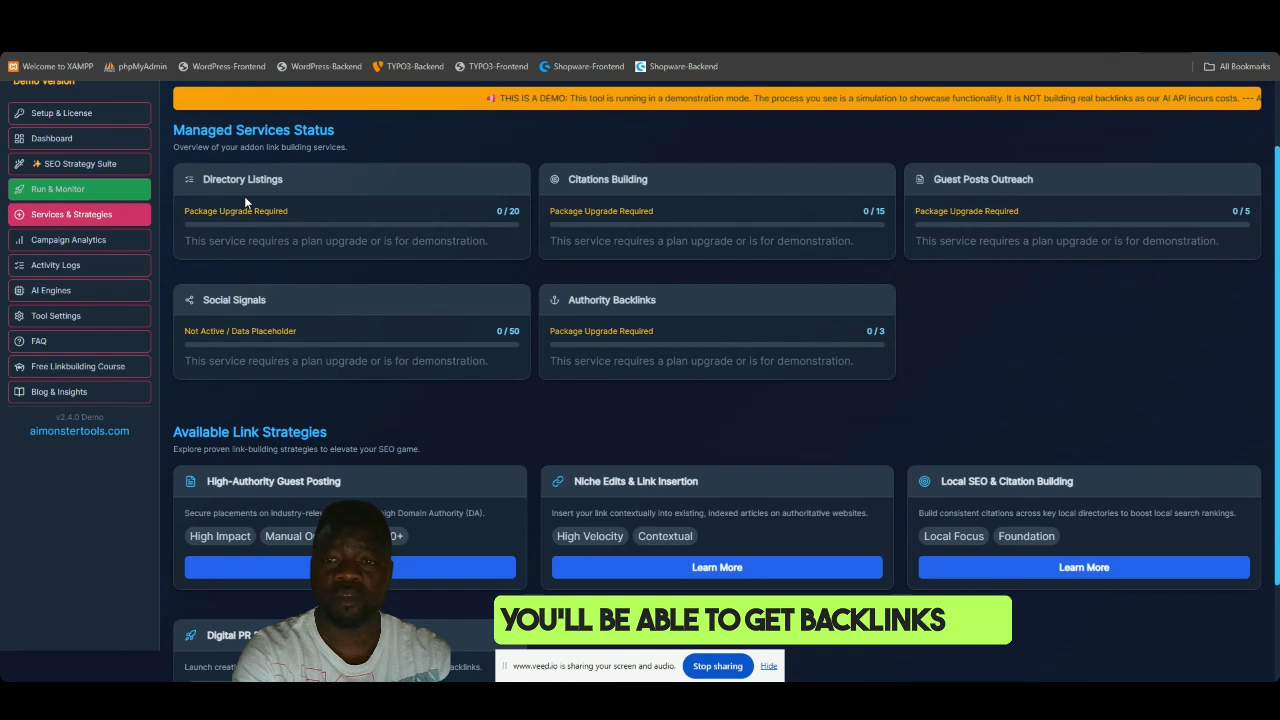 Welcome to XAMPP phpMyAdmin WordPress-Frontend WordPress-Backend TYPO3-Backend TYPO3-Frontend Shopware-Frontend Shopware-Backend All Bookmarks
Demo Version
THIS IS A DEMO: This tool is running in a demonstration mode. The process you see is a simulation to showcase functionality. It is NOT building real backlinks as our AI API incurs costs. --- A
Setup & License
Dashboard
✨ SEO Strategy Suite
Run & Monitor
Services & Strategies
Campaign Analytics
Activity Logs
AI Engines
Tool Settings
FAQ
Free Linkbuilding Course
Blog & Insights
v2.4.0 Demo
aimonstertools.com
Managed Services Status
Overview of your addon link building services.
Directory Listings
Package Upgrade Required 0 / 20
This service requires a plan upgrade or is for demonstration.
Citations Building
Package Upgrade Required 0 / 15
This service requires a plan upgrade or is for demonstration.
Guest Posts Outreach
Package Upgrade Required 0 / 5
This service requires a plan upgrade or is for demonstration.
Social Signals
Not Active / Data Placeholder 0 / 50
This service requires a plan upgrade or is for demonstration.
Authority Backlinks
Package Upgrade Required 0 / 3
This service requires a plan upgrade or is for demonstration.
Available Link Strategies
Explore proven link-building strategies to elevate your SEO game.
High-Authority Guest Posting
Secure placements on Domain Authority (DA).
High Impact Manual
Niche Edits & Link Insertion
Insert your link contextually into existing, indexed articles on authoritative websites.
High Velocity Contextual
Learn More
Local SEO & Citation Building
Build consistent citations across key local directories to boost local search rankings.
Local Focus Foundation
Learn More
Digital PR
YOU'LL BE ABLE TO GET BACKLINKS
www.veed.io is sharing your screen and audio. Stop sharing Hide